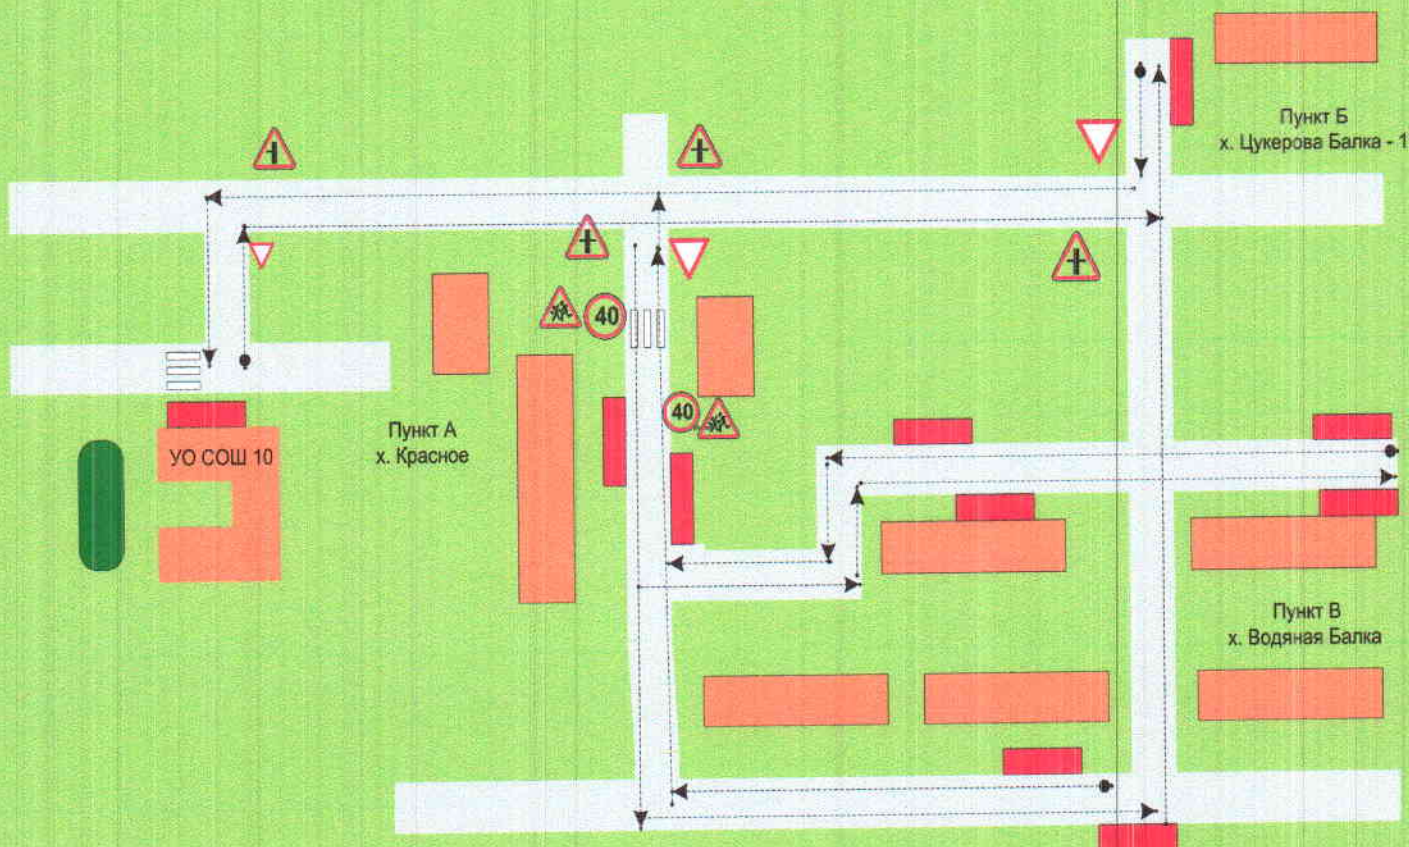 Пункт Б
х. Цукерова Балка - 1
40
40
Пункт А
х. Красное
УО СОШ 10
Пункт В
х. Водяная Балка